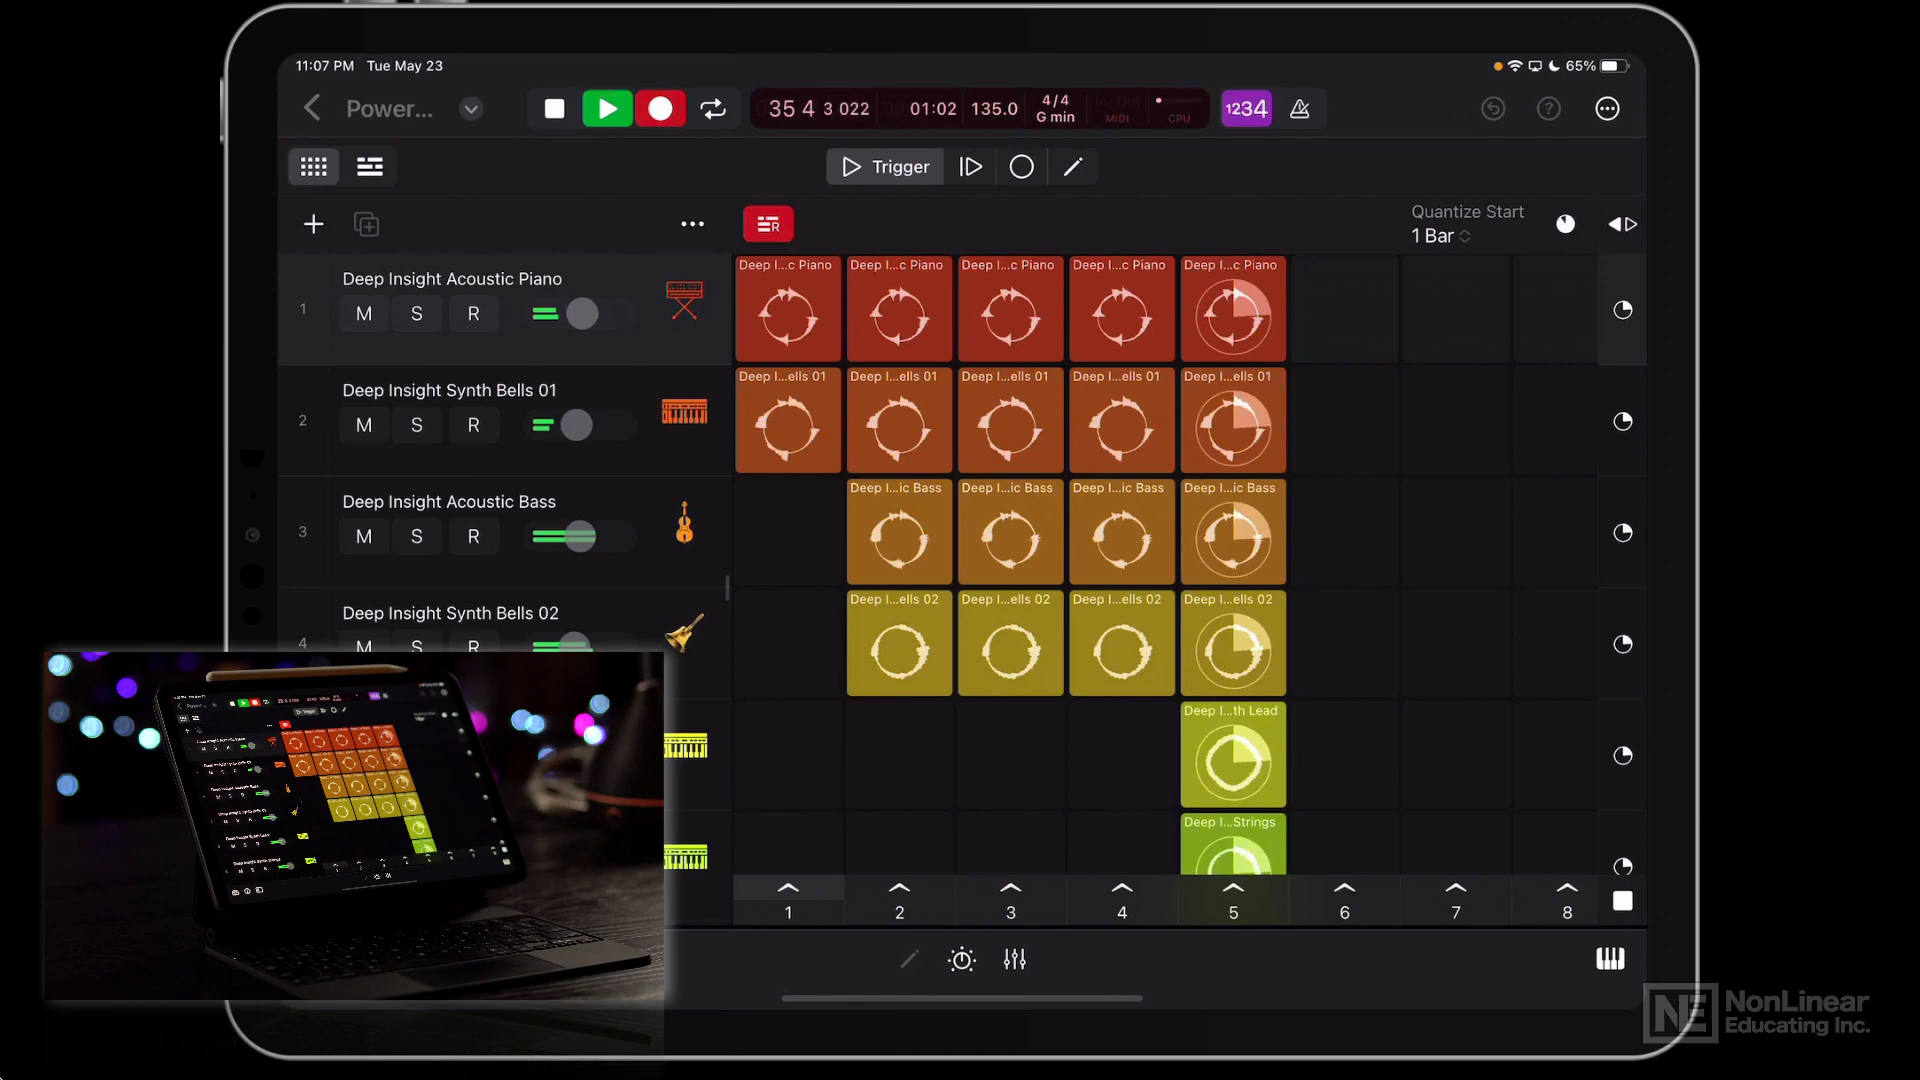 11:07 PM Tue May 23
65%
Power...
35 4 3 022
01:02
135.0
4/4
G min
In Out
MIDI
CPU
1234
Trigger
Quantize Start
1 Bar
R
1
Deep Insight Acoustic Piano
M S R
Deep I...c Piano Deep I...c Piano Deep I...c Piano Deep I...c Piano Deep I...c Piano
2
Deep Insight Synth Bells 01
M S R
Deep I...ells 01 Deep I...ells 01 Deep I...ells 01 Deep I...ells 01 Deep I...ells 01
3
Deep Insight Acoustic Bass
M S R
Deep I...ic Bass Deep I...ic Bass Deep I...ic Bass Deep I...ic Bass
4
Deep Insight Synth Bells 02
M S R
Deep I...ells 02 Deep I...ells 02 Deep I...ells 02 Deep I...ells 02
Deep I...th Lead
Deep I...Strings
1 2 3 4 5 6 7 8
NE
NonLinear
Educating Inc.